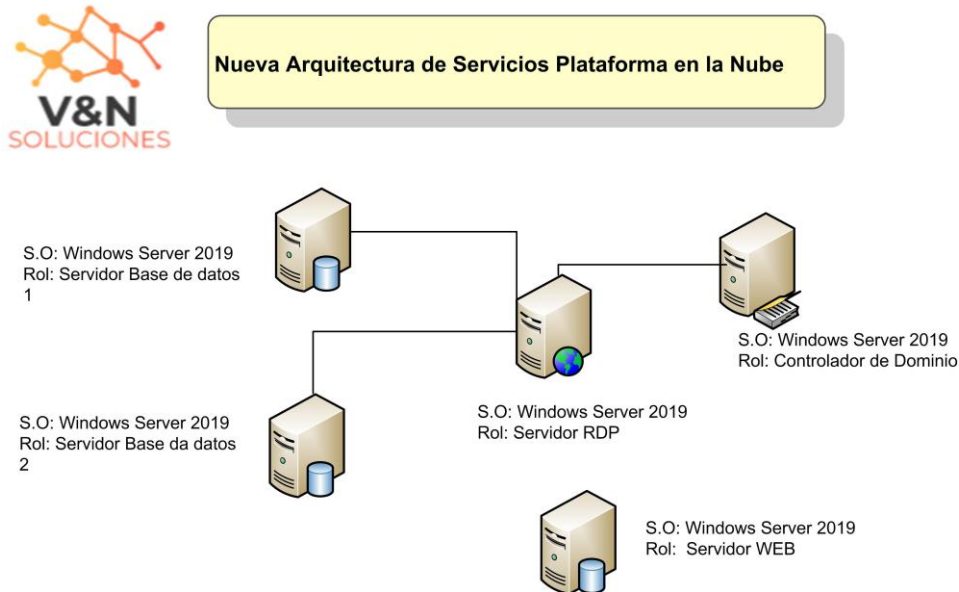 V&N
SOLUCIONES
Nueva Arquitectura de Servicios Plataforma en la Nube
S.O: Windows Server 2019
Rol: Servidor Base de datos
1
S.O: Windows Server 2019
Rol: Controlador de Dominio
S.O: Windows Server 2019
Rol: Servidor Base da datos
2
S.O: Windows Server 2019
Rol: Servidor RDP
S.O: Windows Server 2019
Rol: Servidor WEB